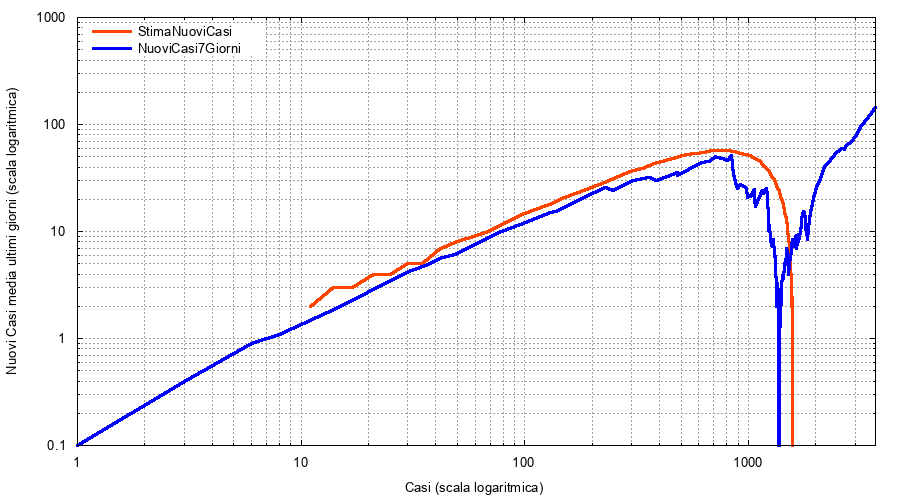 1000
100
10
1
0.1
StimaNuoviCasi
NuoviCasi7Giorni
Nuovi Casi media ultimi giorni (scala logaritmica)
1 10 100 1000
Casi (scala logaritmica)